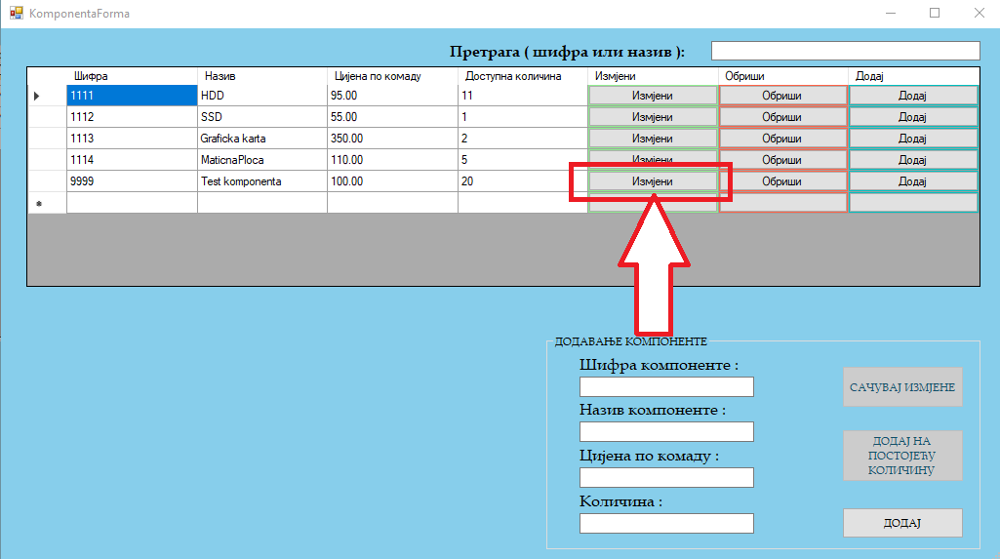 KomponentaForma
Претрага ( шифра или назив ):
Шифра Назив Цијена по комаду Доступна количина Измјени Обриши Додај
1111 HDD 95.00 11 Измјени Обриши Додај
1112 SSD 55.00 1 Измјени Обриши Додај
1113 Graficka karta 350.00 2 Измјени Обриши Додај
1114 MaticnaPloca 110.00 5 Измјени Обриши Додај
9999 Test komponenta 100.00 20 Измјени Обриши Додај
ДОДАВАЊЕ КОМПОНЕНТЕ
Шифра компоненте :
Назив компоненте :
Цијена по комаду :
Количина :
САЧУВАЈ ИЗМЈЕНЕ
ДОДАЈ НА
ПОСТОЈЕЋУ
КОЛИЧИНУ
ДОДАЈ